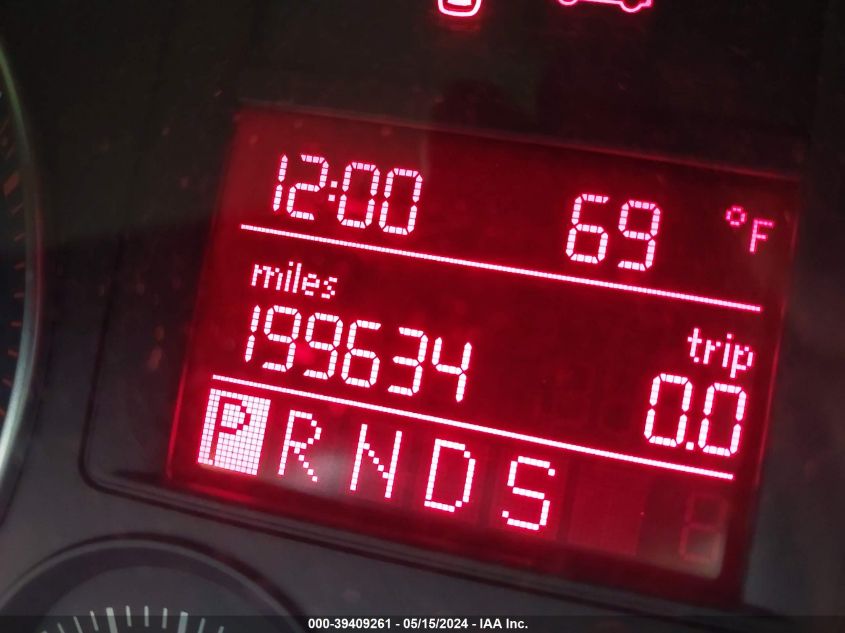 12:00 69 °F
miles
199634
trip
0.0
P R N D S
000-39409261 - 05/15/2024 - IAA Inc.